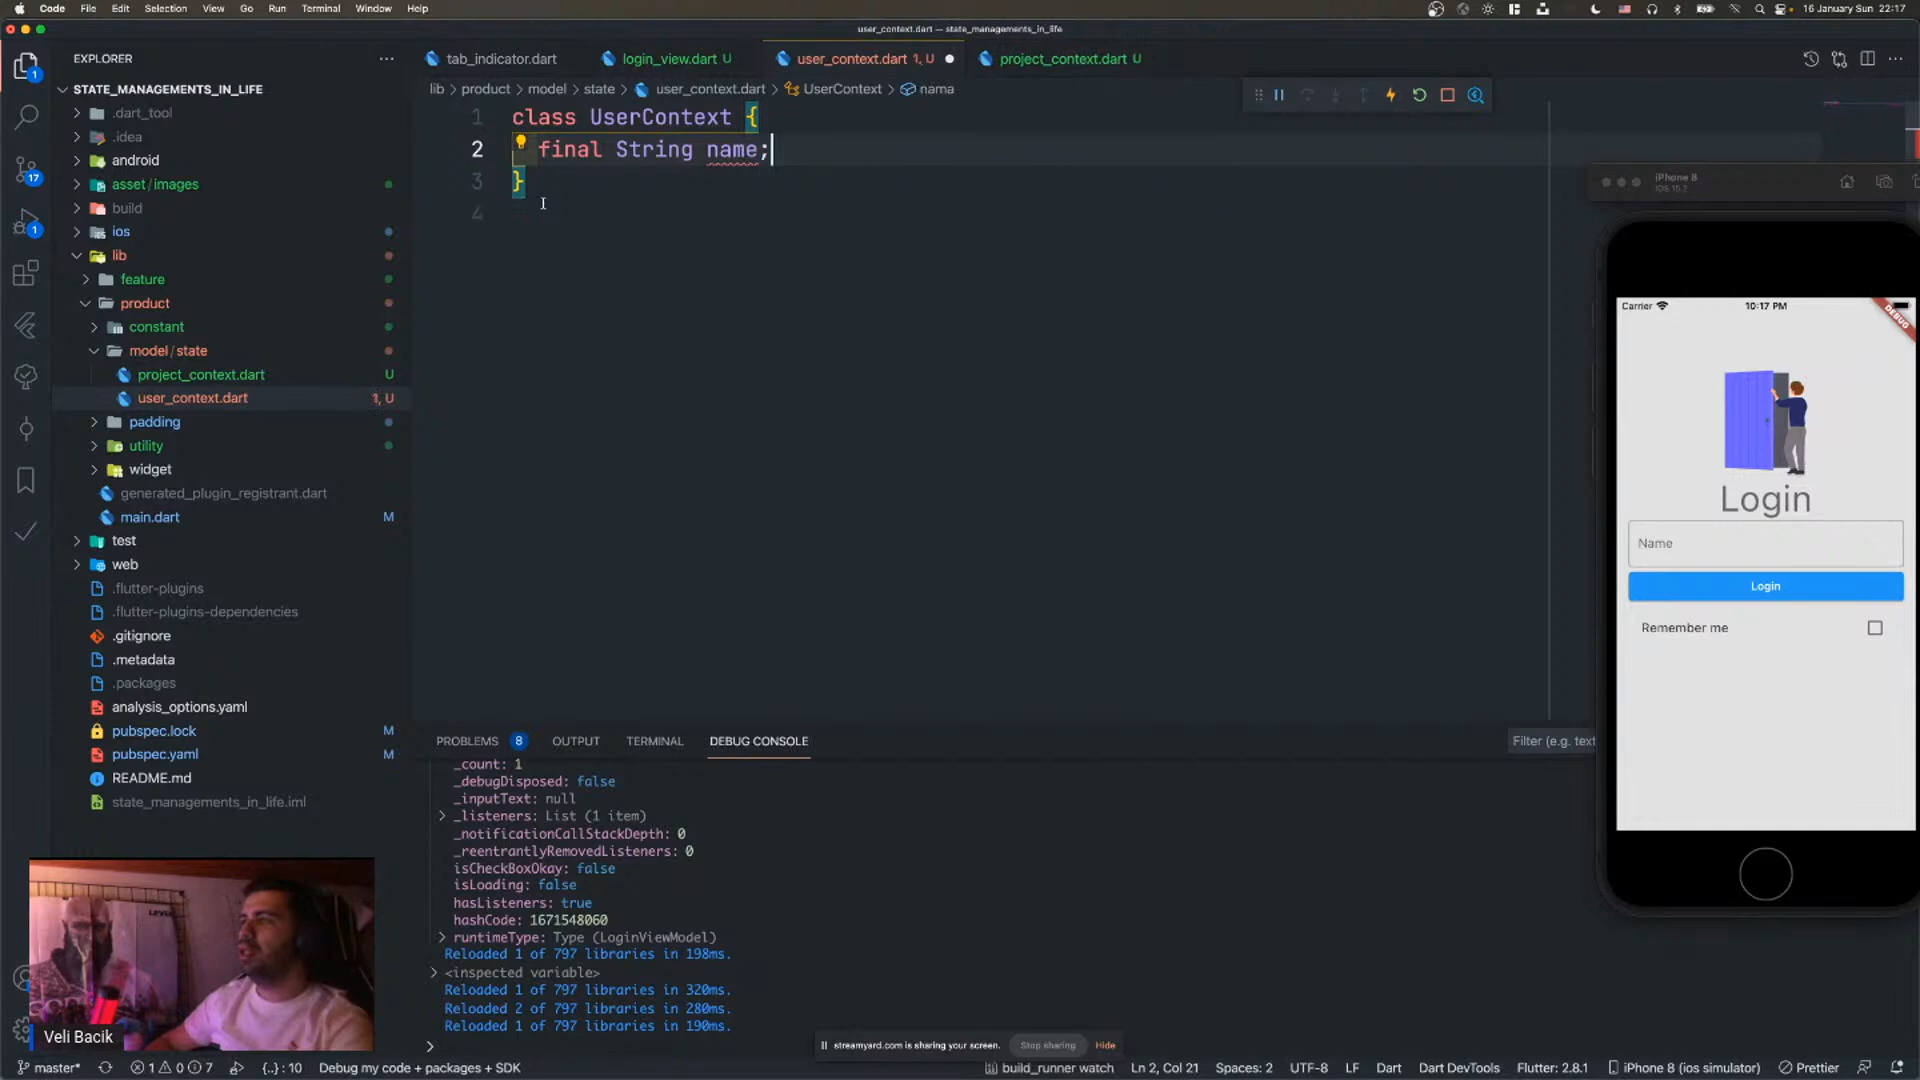 Code File Edit Selection View Go Run Terminal Window Help
16 January Sun 22:17
user_context.dart — state_managements_in_life
EXPLORER
tab_indicator.dart
login_view.dart U
user_context.dart 1, U
project_context.dart U
lib > product > model > state > user_context.dart > UserContext > nama
STATE_MANAGEMENTS_IN_LIFE
.dart_tool
.idea
android
asset/images
build
ios
lib
feature
product
constant
model/state
project_context.dart U
user_context.dart 1, U
padding
utility
widget
generated_plugin_registrant.dart
main.dart M
test
web
.flutter-plugins
.flutter-plugins-dependencies
.gitignore
.metadata
.packages
analysis_options.yaml
pubspec.lock M
pubspec.yaml M
README.md
state_managements_in_life.iml
1
17
1
1 class UserContext {
2 final String name;
3 }
4
iPhone 8
Carrier 10:17 PM
DEBUG
Login
Name
Login
Remember me
PROBLEMS 8 OUTPUT TERMINAL DEBUG CONSOLE
Filter (e.g. text
_count: 1
_debugDisposed: false
_inputText: null
_listeners: List (1 item)
_notificationCallStackDepth: 0
_reentrantlyRemovedListeners: 0
isCheckBoxOkay: false
isLoading: false
hasListeners: true
hashCode: 1671548060
runtimeType: Type (LoginViewModel)
Reloaded 1 of 797 libraries in 198ms.
<inspected variable>
Reloaded 1 of 797 libraries in 320ms.
Reloaded 2 of 797 libraries in 280ms.
Reloaded 1 of 797 libraries in 190ms.
Veli Bacik
streamyard.com is sharing your screen. Stop sharing Hide
master* 1 0 7 {..} : 10 Debug my code + packages + SDK
build_runner watch Ln 2, Col 21 Spaces: 2 UTF-8 LF Dart Dart DevTools Flutter: 2.8.1 iPhone 8 (ios simulator) Prettier